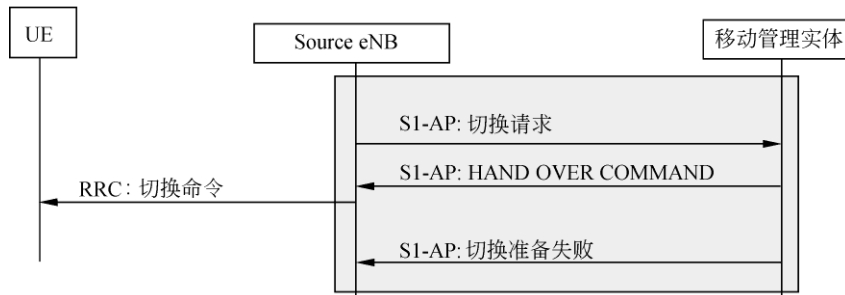 UE
Source eNB
移动管理实体
S1-AP: 切换请求
S1-AP: HAND OVER COMMAND
RRC: 切换命令
S1-AP: 切换准备失败